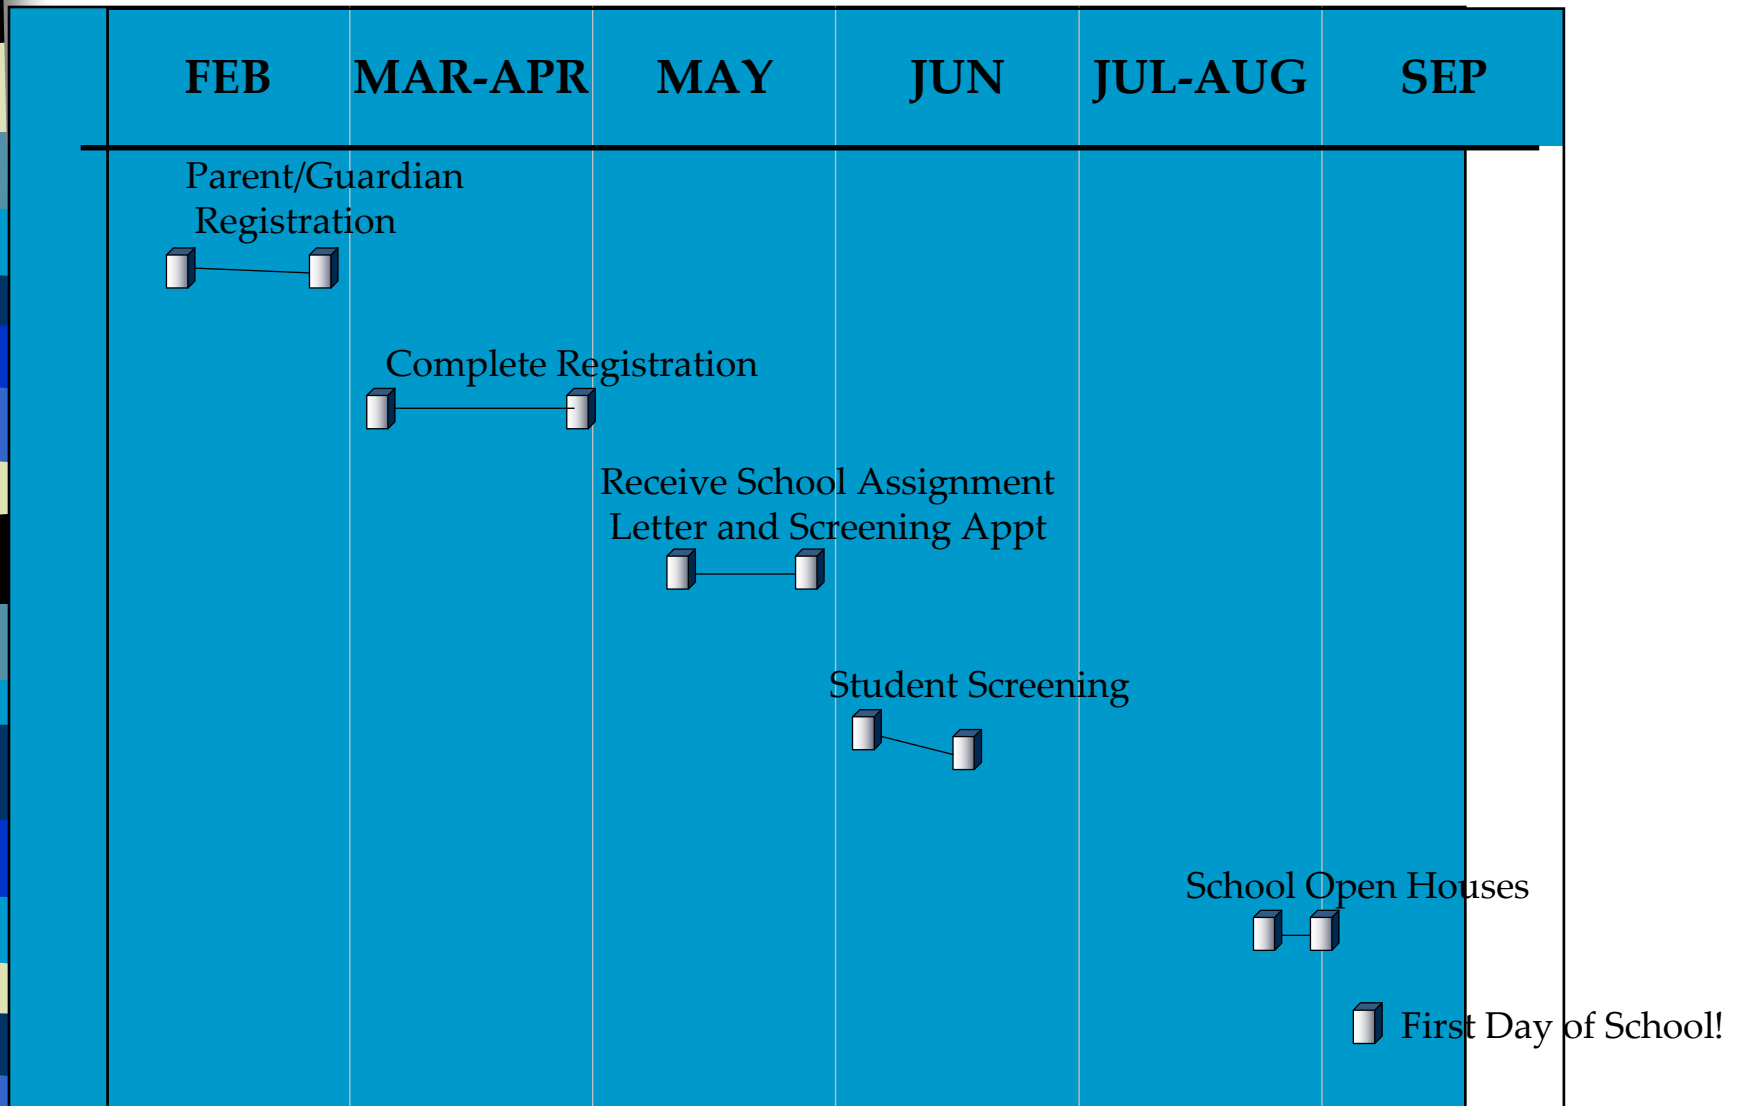 FEB MAR-APR MAY JUN JUL-AUG SEP
Parent/Guardian
Registration
Complete Registration
Receive School Assignment
Letter and Screening Appt
Student Screening
School Open Houses
First Day of School!